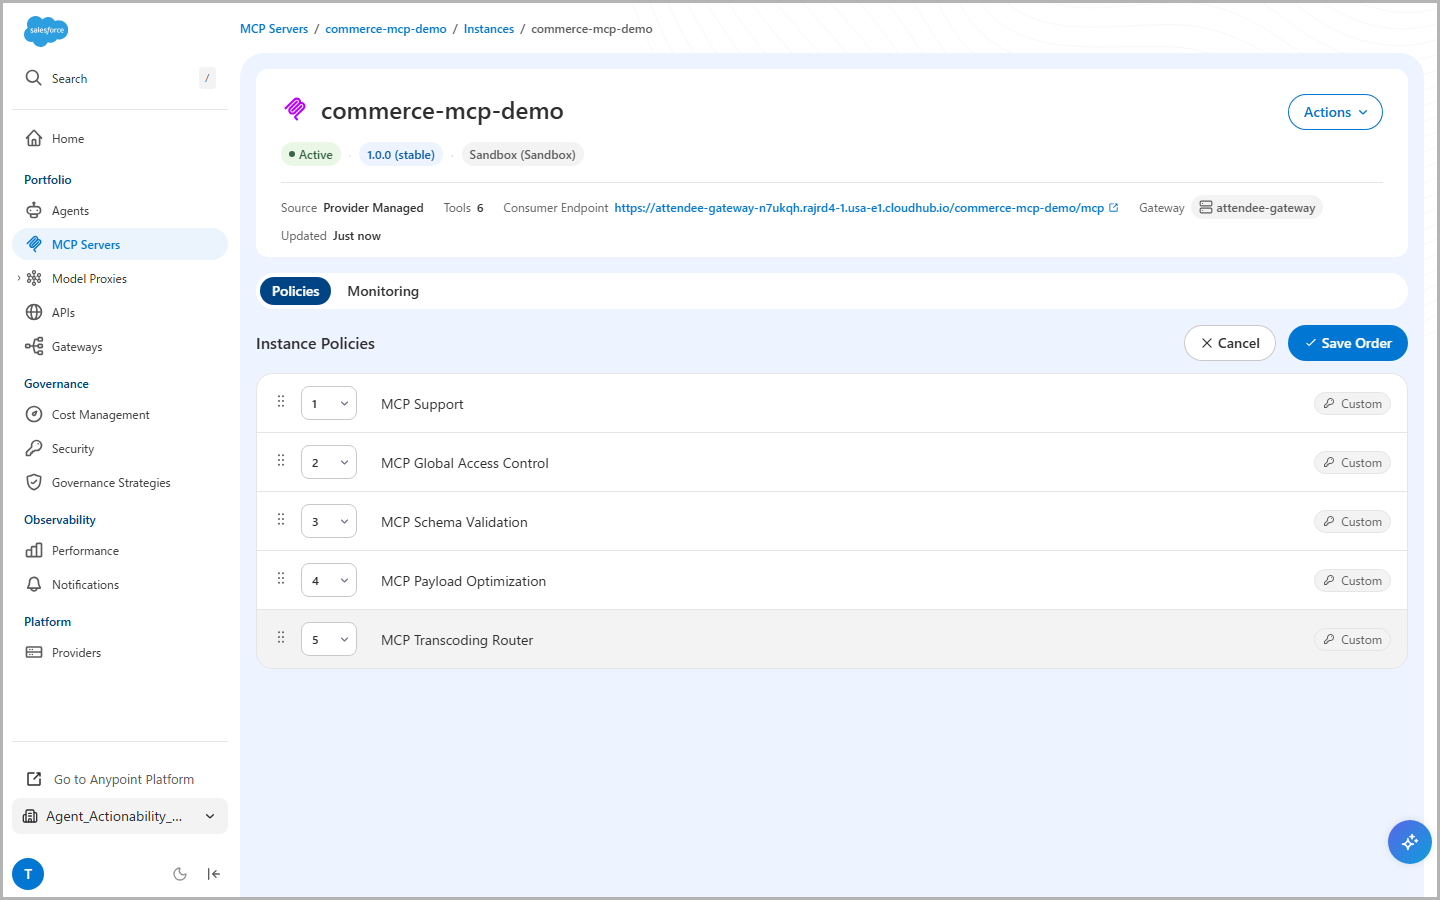 salesforce
MCP Servers / commerce-mcp-demo / Instances / commerce-mcp-demo
Search /
Home
Portfolio
Agents
MCP Servers
Model Proxies
APIs
Gateways
Governance
Cost Management
Security
Governance Strategies
Observability
Performance
Notifications
Platform
Providers
Go to Anypoint Platform
Agent_Actionability_...
T
commerce-mcp-demo
Actions
Active · 1.0.0 (stable) · Sandbox (Sandbox)
Source Provider Managed Tools 6 Consumer Endpoint https://attendee-gateway-n7ukqh.rajrd4-1.usa-e1.cloudhub.io/commerce-mcp-demo/mcp Gateway attendee-gateway
Updated Just now
Policies Monitoring
Instance Policies Cancel Save Order
1 MCP Support Custom
2 MCP Global Access Control Custom
3 MCP Schema Validation Custom
4 MCP Payload Optimization Custom
5 MCP Transcoding Router Custom